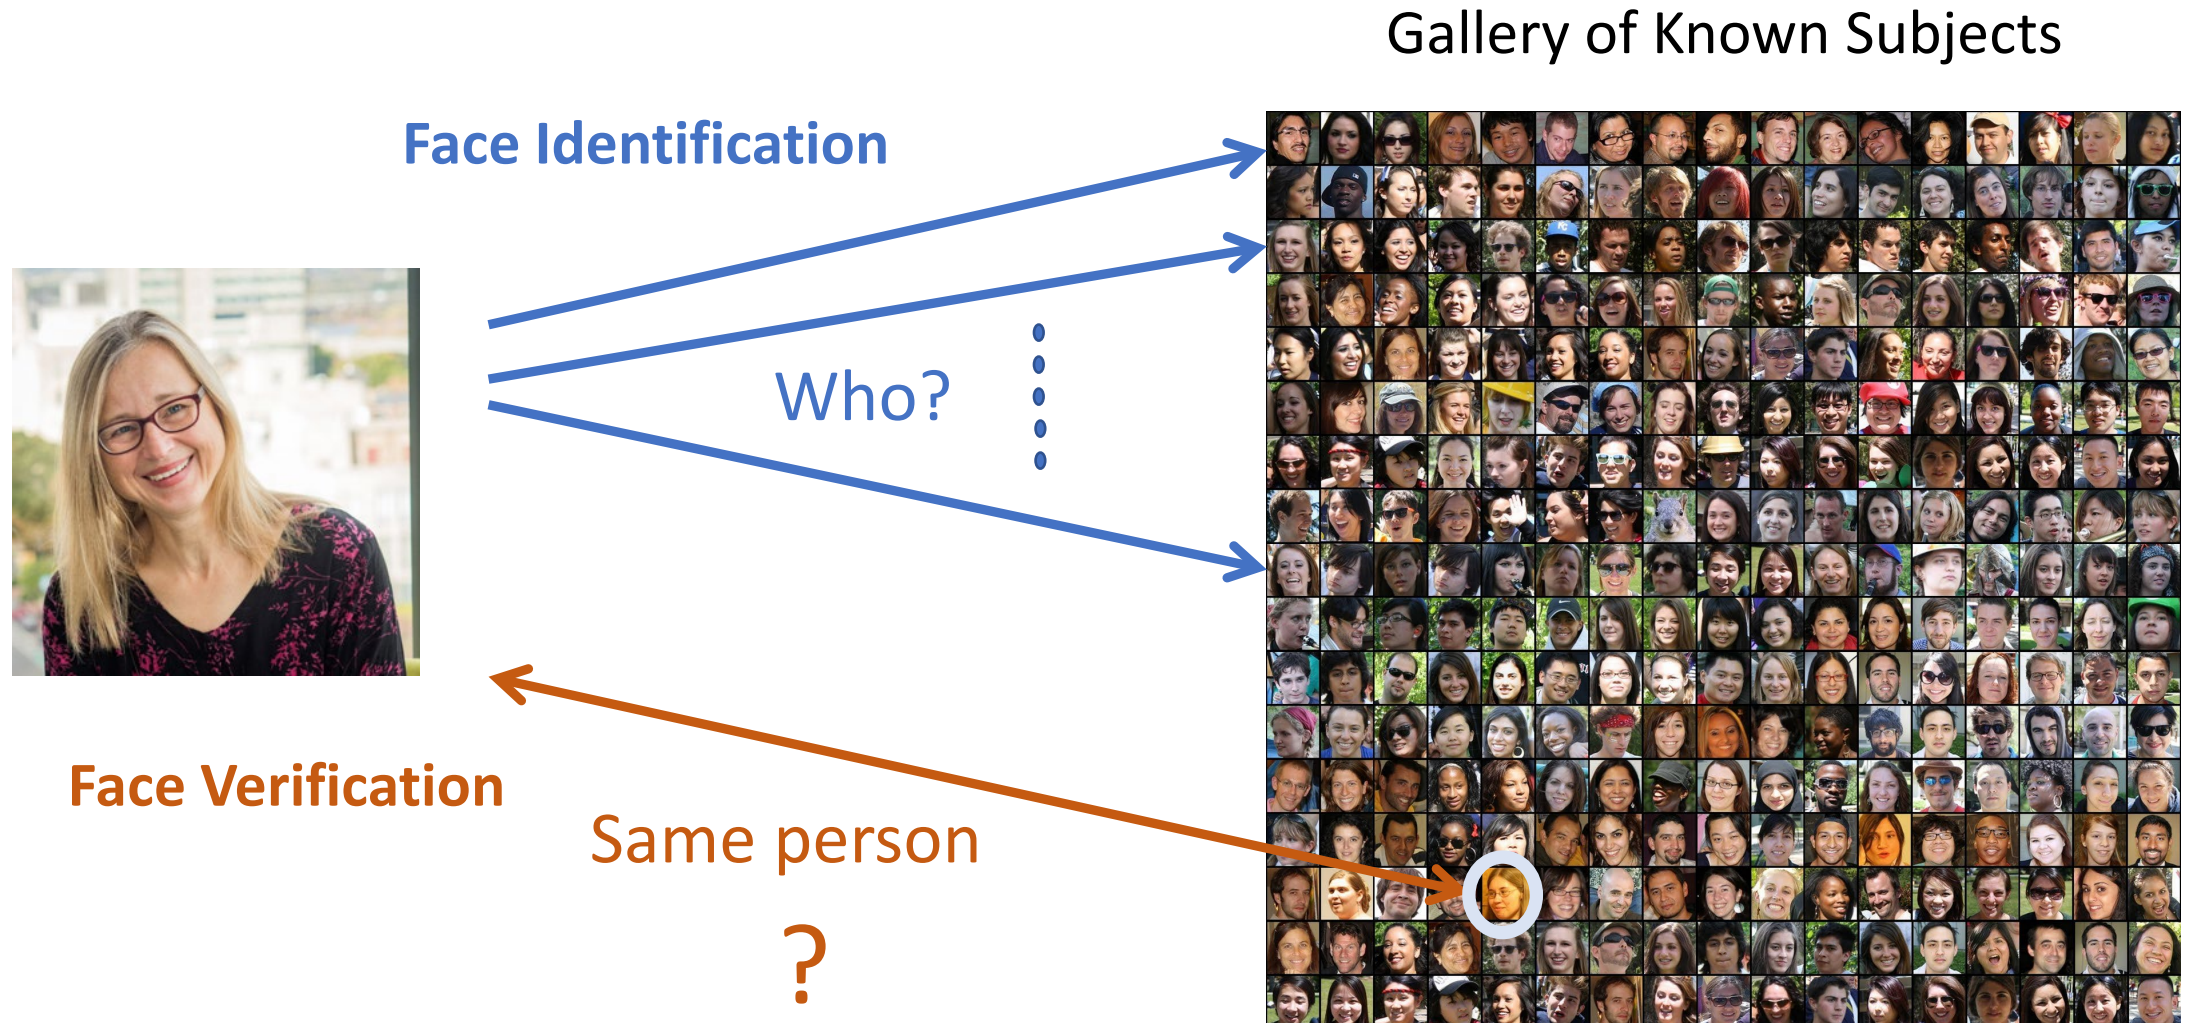 Gallery of Known Subjects
Face Identification
Who?
Face Verification
Same person
?